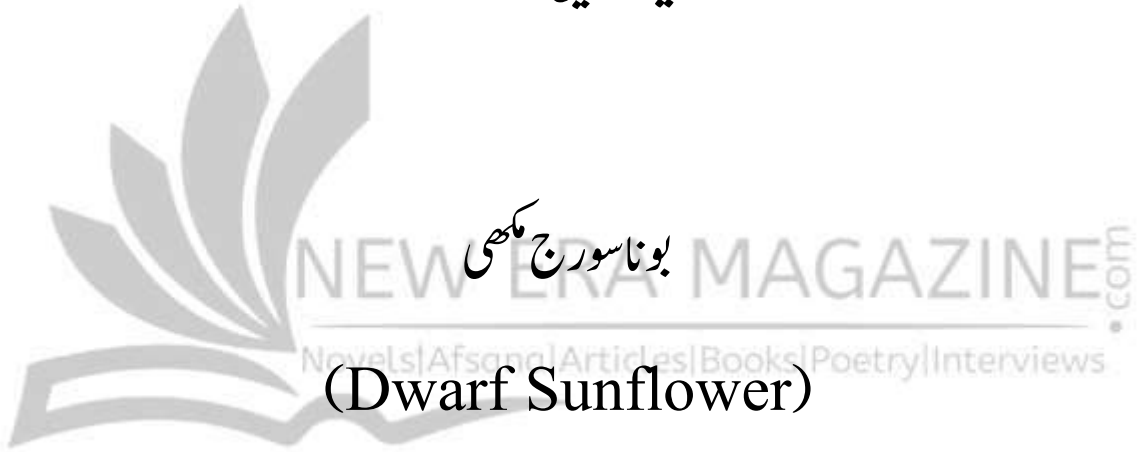 بونا سورج مکھی
NEW ERA MAGAZINE.com
Novels|Afsana|Articles|Books|Poetry|Interviews
(Dwarf Sunflower)